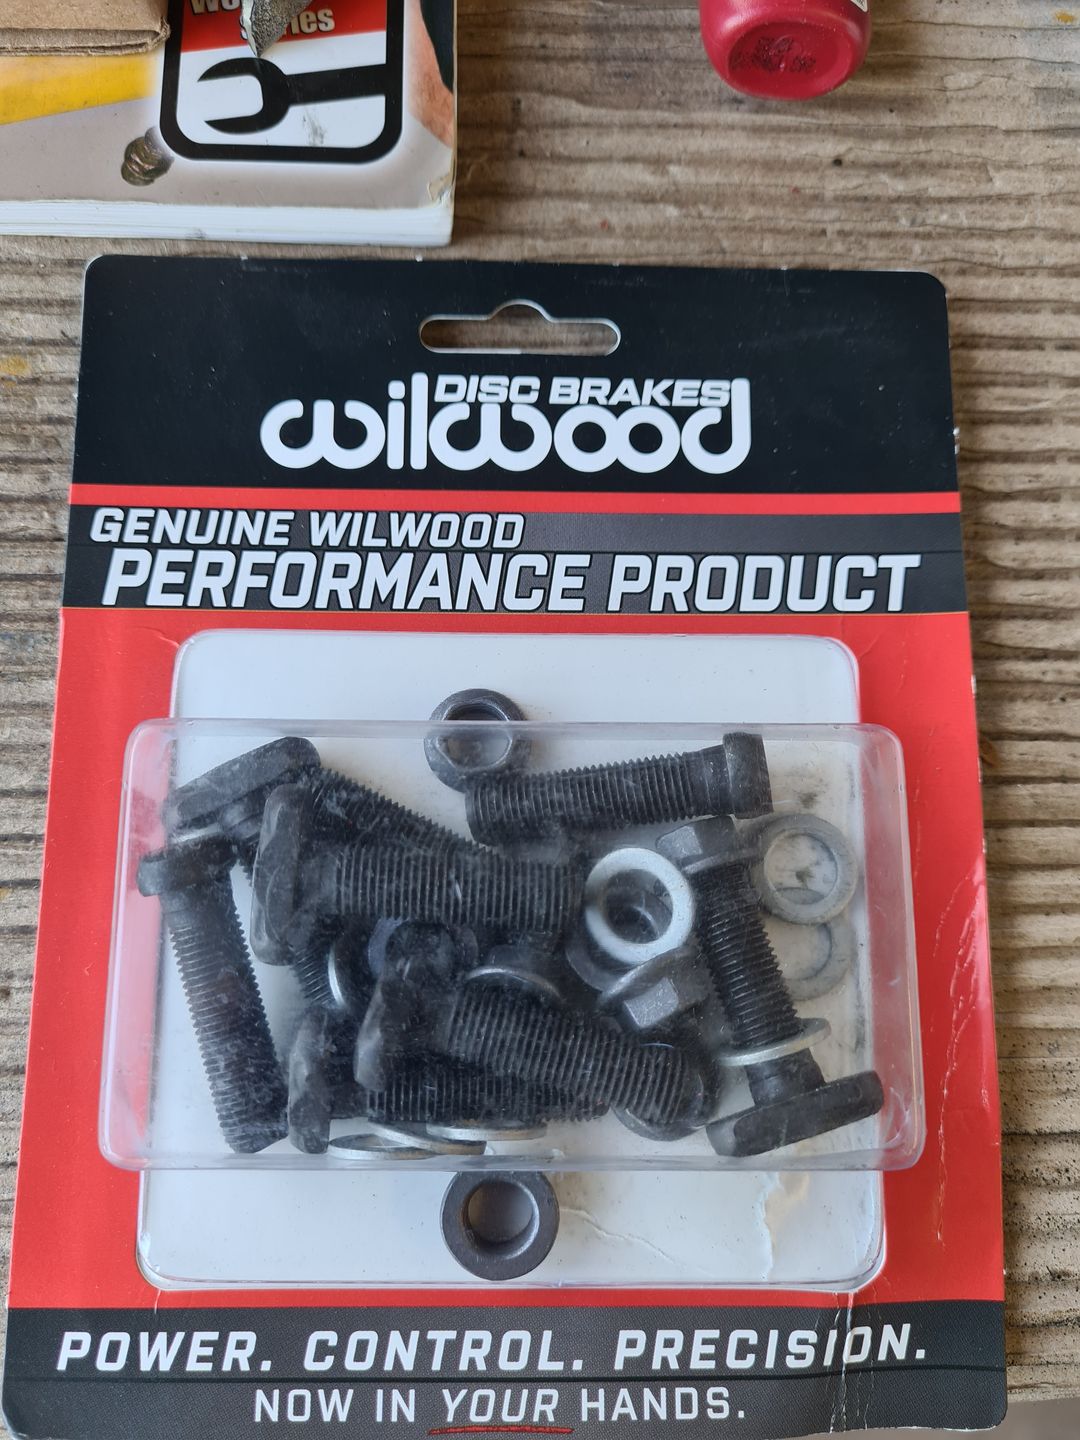 DISC BRAKES
wilwood
GENUINE WILWOOD
PERFORMANCE PRODUCT
POWER. CONTROL. PRECISION.
NOW IN YOUR HANDS.